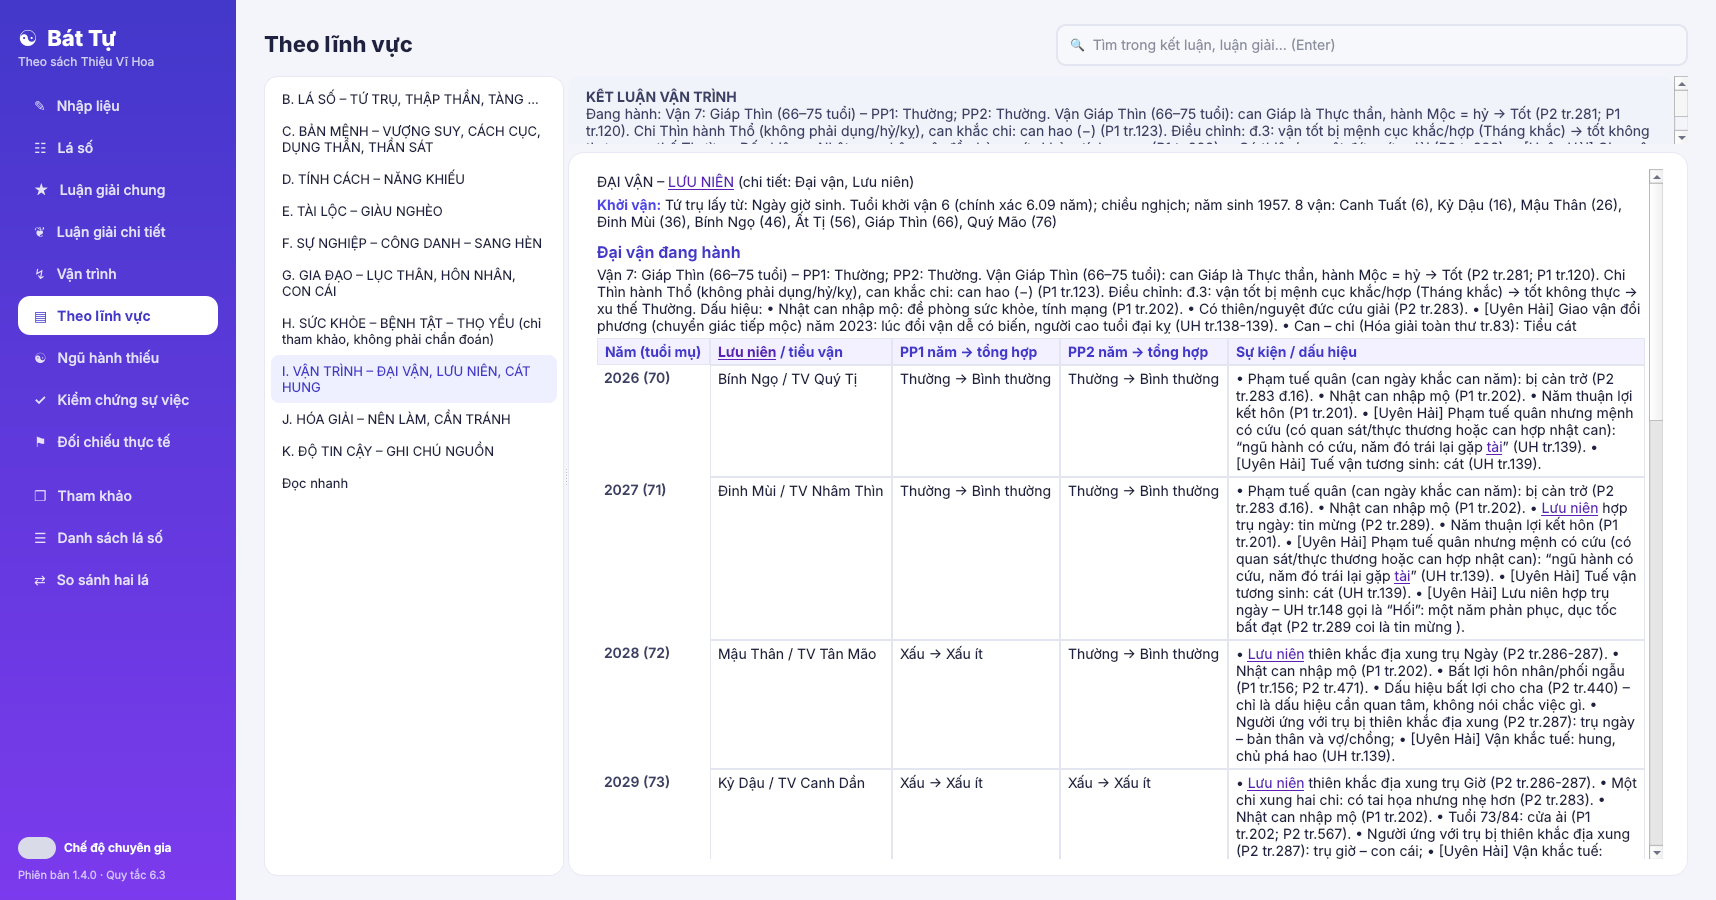 ☯ Bát Tự
Theo sách Thiệu Vĩ Hoa
Nhập liệu
Lá số
Luận giải chung
Luận giải chi tiết
Vận trình
Theo lĩnh vực
Ngũ hành thiếu
Kiểm chứng sự việc
Đối chiếu thực tế
Tham khảo
Danh sách lá số
So sánh hai lá
Chế độ chuyên gia
Phiên bản 1.4.0 · Quy tắc 6.3
Theo lĩnh vực
Tìm trong kết luận, luận giải... (Enter)
B. LÁ SỐ – TỨ TRỤ, THẬP THẦN, TÀNG ...
C. BẢN MỆNH – VƯỢNG SUY, CÁCH CỤC,
DỤNG THẦN, THẦN SÁT
D. TÍNH CÁCH – NĂNG KHIẾU
E. TÀI LỘC – GIÀU NGHÈO
F. SỰ NGHIỆP – CÔNG DANH – SANG HÈN
G. GIA ĐẠO – LỤC THÂN, HÔN NHÂN,
CON CÁI
H. SỨC KHỎE – BỆNH TẬT – THỌ YỂU (chỉ
tham khảo, không phải chẩn đoán)
I. VẬN TRÌNH – ĐẠI VẬN, LƯU NIÊN, CÁT
HUNG
J. HÓA GIẢI – NÊN LÀM, CẦN TRÁNH
K. ĐỘ TIN CẬY – GHI CHÚ NGUỒN
Đọc nhanh
KẾT LUẬN VẬN TRÌNH
Đang hành: Vận 7: Giáp Thìn (66–75 tuổi) – PP1: Thường; PP2: Thường. Vận Giáp Thìn (66–75 tuổi): can Giáp là Thực thần, hành Mộc = hỷ → Tốt (P2 tr.281; P1
tr.120). Chi Thìn hành Thổ (không phải dụng/hỷ/kỵ), can khắc chi: can hao (−) (P1 tr.123). Điều chỉnh: đ.3: vận tốt bị mệnh cục khắc/hợp (Tháng khắc) → tốt không
ĐẠI VẬN – LƯU NIÊN (chi tiết: Đại vận, Lưu niên)
Khởi vận: Tứ trụ lấy từ: Ngày giờ sinh. Tuổi khởi vận 6 (chính xác 6.09 năm); chiều nghịch; năm sinh 1957. 8 vận: Canh Tuất (6), Kỷ Dậu (16), Mậu Thân (26),
Đinh Mùi (36), Bính Ngọ (46), Ất Tị (56), Giáp Thìn (66), Quý Mão (76)
Đại vận đang hành
Vận 7: Giáp Thìn (66–75 tuổi) – PP1: Thường; PP2: Thường. Vận Giáp Thìn (66–75 tuổi): can Giáp là Thực thần, hành Mộc = hỷ → Tốt (P2 tr.281; P1 tr.120). Chi
Thìn hành Thổ (không phải dụng/hỷ/kỵ), can khắc chi: can hao (−) (P1 tr.123). Điều chỉnh: đ.3: vận tốt bị mệnh cục khắc/hợp (Tháng khắc) → tốt không thực →
xu thế Thường. Dấu hiệu: • Nhật can nhập mộ: đề phòng sức khỏe, tính mạng (P1 tr.202). • Có thiên/nguyệt đức cứu giải (P2 tr.283). • [Uyên Hải] Giao vận đổi
phương (chuyển giác tiếp mộc) năm 2023: lúc đổi vận dễ có biến, người cao tuổi đại kỵ (UH tr.138-139). • Can – chi (Hóa giải toàn thư tr.83): Tiểu cát
Năm (tuổi mụ) Lưu niên / tiểu vận PP1 năm → tổng hợp PP2 năm → tổng hợp Sự kiện / dấu hiệu
2026 (70) Bính Ngọ / TV Quý Tị Thường → Bình thường Thường → Bình thường • Phạm tuế quân (can ngày khắc can năm): bị cản trở (P2
tr.283 đ.16). • Nhật can nhập mộ (P1 tr.202). • Năm thuận lợi
kết hôn (P1 tr.201). • [Uyên Hải] Phạm tuế quân nhưng mệnh
có cứu (có quan sát/thực thương hoặc can hợp nhật can):
“ngũ hành có cứu, năm đó trái lại gặp tài” (UH tr.139). •
[Uyên Hải] Tuế vận tương sinh: cát (UH tr.139).
2027 (71) Đinh Mùi / TV Nhâm Thìn Thường → Bình thường Thường → Bình thường • Phạm tuế quân (can ngày khắc can năm): bị cản trở (P2
tr.283 đ.16). • Nhật can nhập mộ (P1 tr.202). • Lưu niên hợp
trụ ngày: tin mừng (P2 tr.289). • Năm thuận lợi kết hôn (P1
tr.201). • [Uyên Hải] Phạm tuế quân nhưng mệnh có cứu (có
quan sát/thực thương hoặc can hợp nhật can): “ngũ hành có
cứu, năm đó trái lại gặp tài” (UH tr.139). • [Uyên Hải] Tuế vận
tương sinh: cát (UH tr.139). • [Uyên Hải] Lưu niên hợp trụ
ngày – UH tr.148 gọi là “Hối”: một năm phản phục, dục tốc
bất đạt (P2 tr.289 coi là tin mừng ).
2028 (72) Mậu Thân / TV Tân Mão Xấu → Xấu ít Thường → Bình thường • Lưu niên thiên khắc địa xung trụ Ngày (P2 tr.286-287). •
Nhật can nhập mộ (P1 tr.202). • Bất lợi hôn nhân/phối ngẫu
(P1 tr.156; P2 tr.471). • Dấu hiệu bất lợi cho cha (P2 tr.440) –
chỉ là dấu hiệu cần quan tâm, không nói chắc việc gì. •
Người ứng với trụ bị thiên khắc địa xung (P2 tr.287): trụ ngày
– bản thân và vợ/chồng; • [Uyên Hải] Vận khắc tuế: hung,
chủ phá hao (UH tr.139).
2029 (73) Kỷ Dậu / TV Canh Dần Xấu → Xấu ít Xấu → Xấu ít • Lưu niên thiên khắc địa xung trụ Giờ (P2 tr.286-287). • Một
chi xung hai chi: có tai họa nhưng nhẹ hơn (P2 tr.283). •
Nhật can nhập mộ (P1 tr.202). • Tuổi 73/84: cửa ải (P1
tr.202; P2 tr.567). • Người ứng với trụ bị thiên khắc địa xung
(P2 tr.287): trụ giờ – con cái; • [Uyên Hải] Vận khắc tuế: